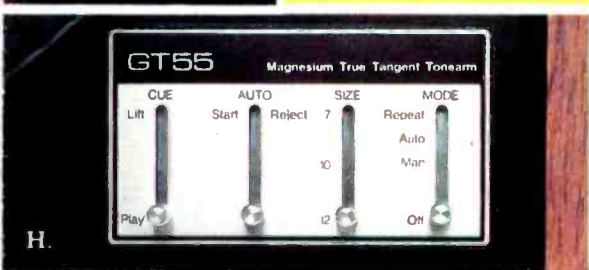 GT55 Magnesium True Tangent Tonearm
CUE AUTO SIZE MODE
Lift Start Reject 7 Repeat
Auto
10 Man
Play 12 Off
H.